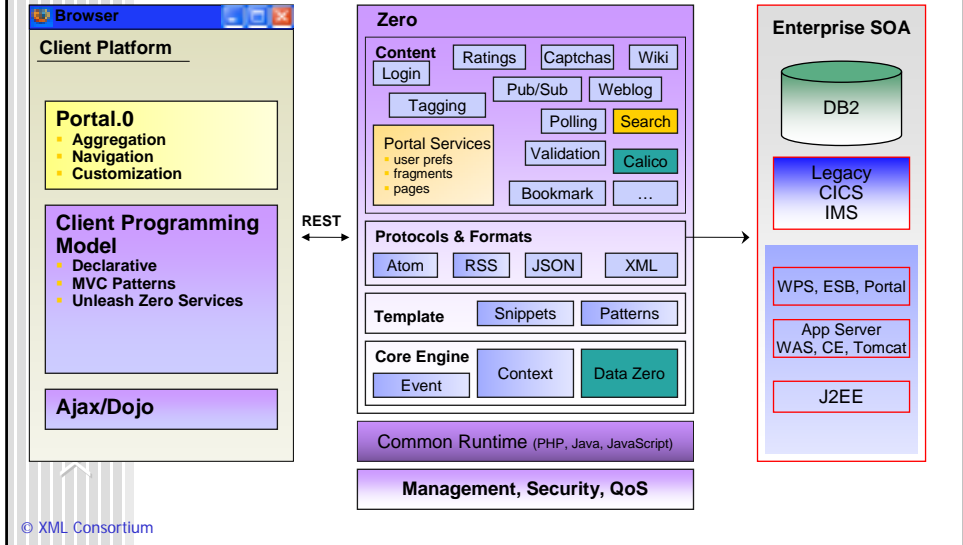 Browser
Client Platform
Portal.0
Aggregation
Navigation
Customization
Client Programming
Model
Declarative
MVC Patterns
Unleash Zero Services
Ajax/Dojo
REST
Zero
Content
Login
Ratings
Captchas
Wiki
Tagging
Pub/Sub
Weblog
Polling
Search
Portal Services
user prefs
fragments
pages
Validation
Calico
Bookmark
…
Protocols & Formats
Atom
RSS
JSON
XML
Template
Snippets
Patterns
Core Engine
Event
Context
Data Zero
Common Runtime (PHP, Java, JavaScript)
Management, Security, QoS
Enterprise SOA
DB2
Legacy
CICS
IMS
WPS, ESB, Portal
App Server
WAS, CE, Tomcat
J2EE
© XML Consortium